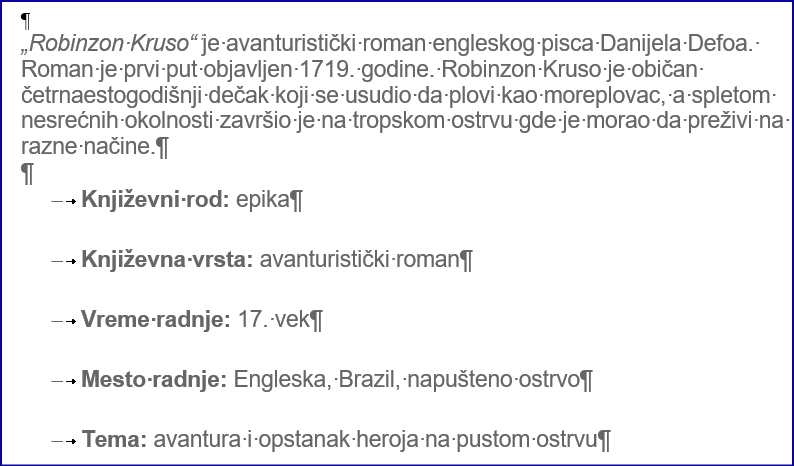 „Robinzon Kruso“ je avanturistički roman engleskog pisca Danijela Defoa.
Roman je prvi put objavljen 1719. godine. Robinzon Kruso je običan
četrnaestogodišnji dečak koji se usudio da plovi kao moreplovac, a spletom
nesrećnih okolnosti završio je na tropskom ostrvu gde je morao da preživi na
razne načine.¶
¶
– Književni rod: epika¶
– Književna vrsta: avanturistički roman¶
– Vreme radnje: 17. vek¶
– Mesto radnje: Engleska, Brazil, napušteno ostrvo¶
– Tema: avantura i opstanak heroja na pustom ostrvu¶